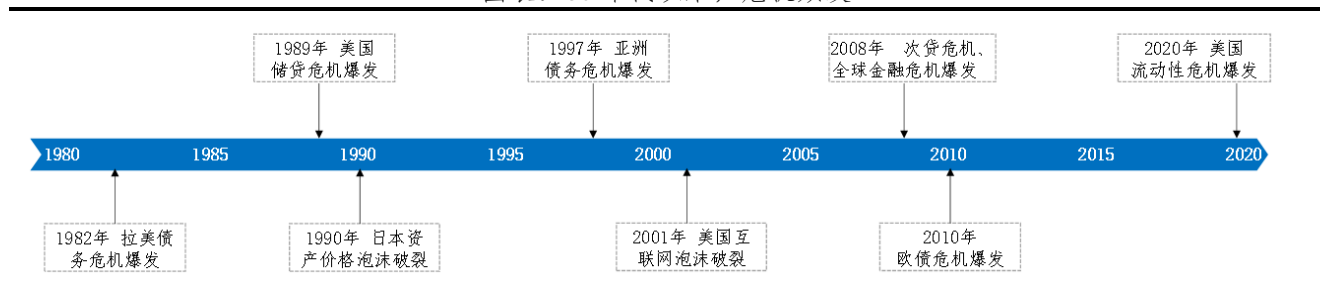 1989年 美国
储贷危机爆发
1997年 亚洲
债务危机爆发
2008年 次贷危机、
全球金融危机爆发
2020年 美国
流动性危机爆发
1980 1985 1990 1995 2000 2005 2010 2015 2020
1982年 拉美债
务危机爆发
1990年 日本资
产价格泡沫破裂
2001年 美国互
联网泡沫破裂
2010年
欧债危机爆发